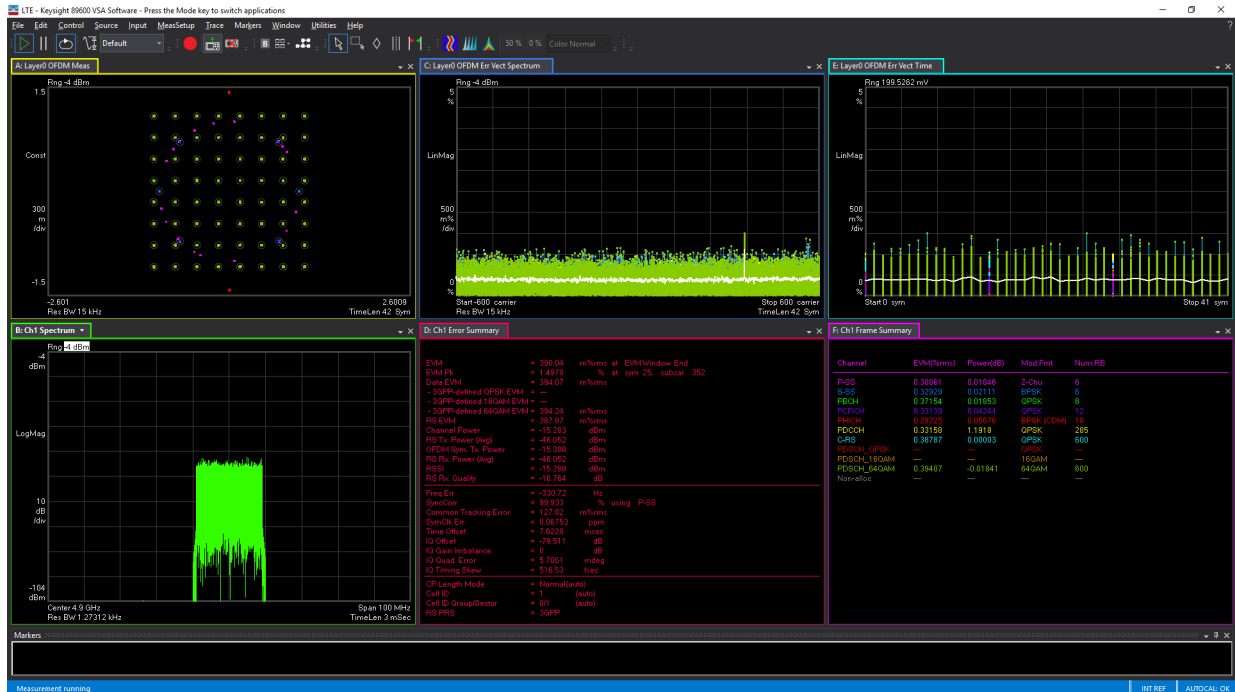 LTE - Keysight 89600 VSA Software - Press the Mode key to switch applications
File Edit Control Source Input MeasSetup Trace Markers Window Utilities Help
Default
50 % 0 % Color Normal
A: Layer0 OFDM Meas
Rng -4 dBm
1.5
Const
300
m
/div
-1.5
-2.601 2.6009
Res BW 15 kHz TimeLen 42 Sym
C: Layer0 OFDM Err Vect Spectrum
Rng -4 dBm
5
%
LinMag
500
m%
/div
0
%
Start -600 carrier Stop 600 carrier
Res BW 15 kHz TimeLen 42 Sym
E: Layer0 OFDM Err Vect Time
Rng 199.5262 mV
5
%
LinMag
500
m%
/div
0
%
Start 0 sym Stop 41 sym
B: Ch1 Spectrum
Rng -4 dBm
-4
dBm
LogMag
10
dB
/div
-104
dBm
Center 4.9 GHz Span 100 MHz
Res BW 1.27312 kHz TimeLen 3 mSec
D: Ch1 Error Summary
EVM = 380.04 m%rms at EVMWindow End
EVM Pk = 1.4979 % at sym 25, subcar -352
Data EVM = 394.07 m%rms
- 3GPP-defined QPSK EVM = —
- 3GPP-defined 16QAM EVM = —
- 3GPP-defined 64QAM EVM = 394.24 m%rms
RS EVM = 387.87 m%rms
Channel Power = -15.283 dBm
RS Tx. Power (Avg) = -46.052 dBm
OFDM Sym. Tx. Power = -15.388 dBm
RS Rx. Power (Avg) = -46.052 dBm
RSSI = -15.288 dBm
RS Rx. Quality = -10.764 dB
Freq Err = -330.72 Hz
SyncCorr = 99.933 % using P-SS
Common Tracking Error = 127.02 m%rms
SymClk Err = 0.06753 ppm
Time Offset = 7.6220 msec
IQ Offset = -79.511 dB
IQ Gain Imbalance = 0. dB
IQ Quad. Error = 5.7061 mdeg
IQ Timing Skew = 516.53 fsec
CP Length Mode = Normal(auto)
Cell ID = 1 (auto)
Cell ID Group/Sector = 0/1 (auto)
RS PRS = 3GPP
F: Ch1 Frame Summary
Channel EVM(%rms) Power(dB) Mod.Fmt. Num.RB
P-SS 0.39861 0.01846 Z-Chu 6
S-SS 0.32929 0.02111 BPSK 6
PBCH 0.37154 0.01853 QPSK 6
PCFICH 0.33139 0.04244 QPSK 12
PHICH 0.29225 0.05676 BPSK (CDM) 18
PDCCH 0.33158 1.1918 QPSK 285
C-RS 0.38787 0.00003 QPSK 600
PDSCH_QPSK — — QPSK —
PDSCH_16QAM — — 16QAM —
PDSCH_64QAM 0.39407 -0.01841 64QAM 600
Non-alloc — — — —
Markers
Measurement running INT REF AUTOCAL: OK